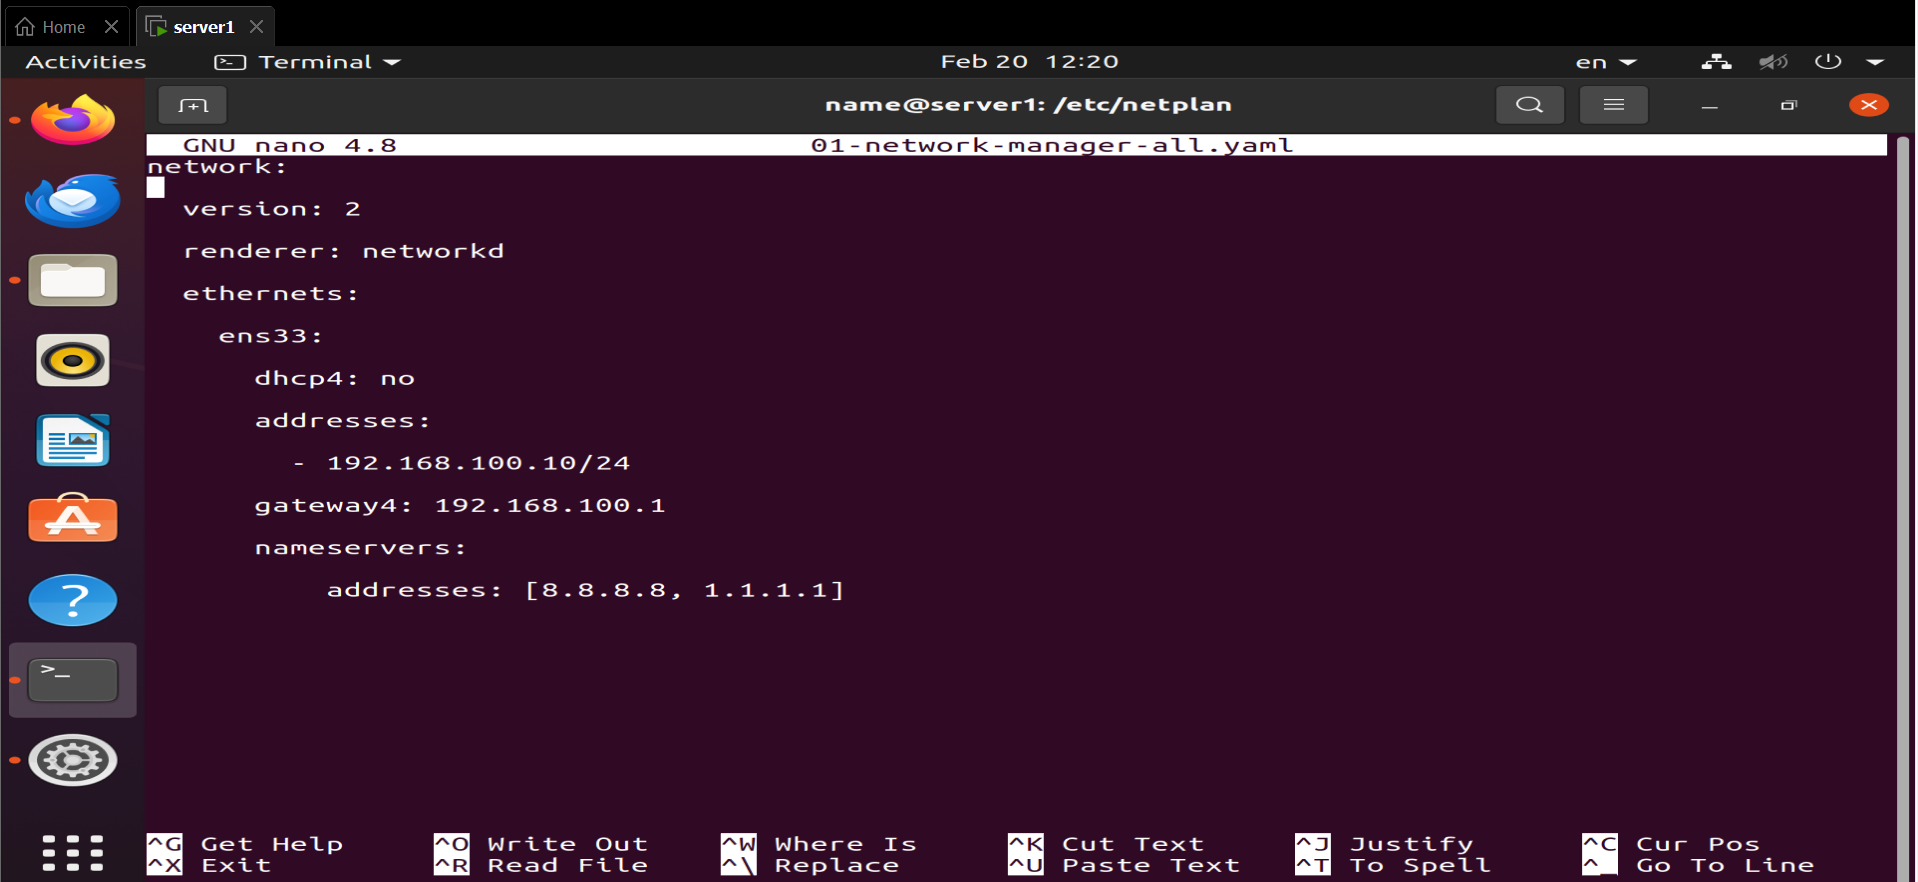 Home
server1
Activities
Terminal
Feb 20 12:20
en
name@server1: /etc/netplan
GNU nano 4.8 01-network-manager-all.yaml
network:
version: 2
renderer: networkd
ethernets:
ens33:
dhcp4: no
addresses:
- 192.168.100.10/24
gateway4: 192.168.100.1
nameservers:
addresses: [8.8.8.8, 1.1.1.1]
^G Get Help ^O Write Out ^W Where Is ^K Cut Text ^J Justify ^C Cur Pos
^X Exit ^R Read File ^\ Replace ^U Paste Text ^T To Spell ^_ Go To Line